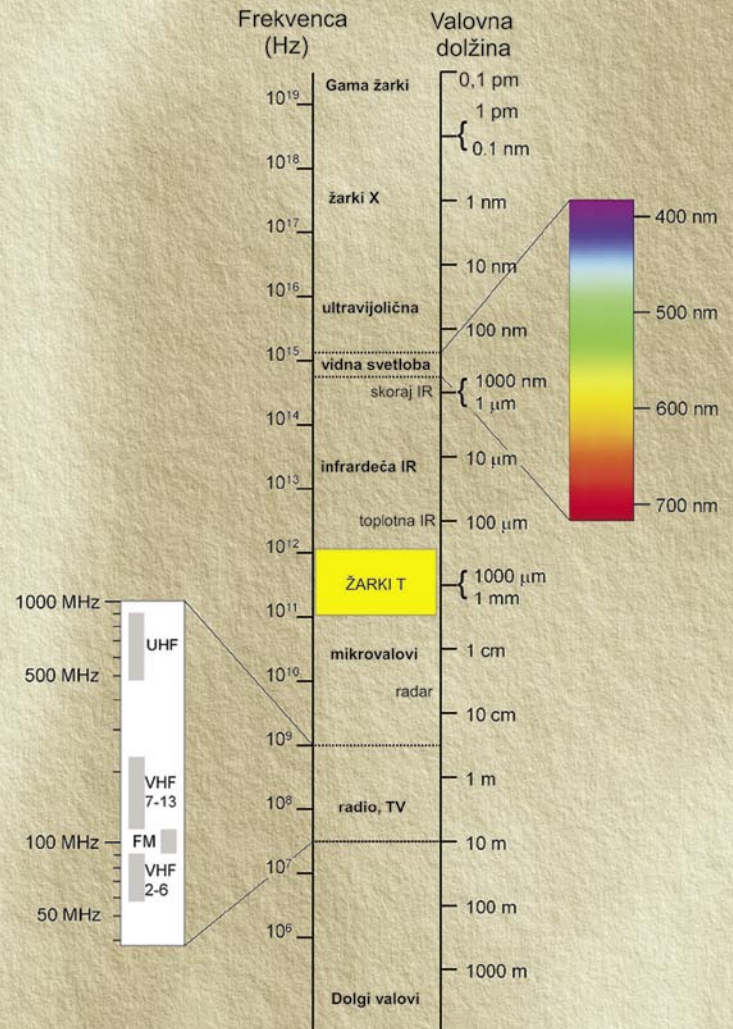 Frekvenca
(Hz)
Valovna
dolžina
10¹⁹
10¹⁸
10¹⁷
10¹⁶
10¹⁵
10¹⁴
10¹³
10¹²
10¹¹
10¹⁰
10⁹
10⁸
10⁷
10⁶
Gama žarki
žarki X
ultravijolična
vidna svetloba
skoraj IR
infrardeča IR
toplotna IR
ŽARKI T
mikrovalovi
radar
radio, TV
Dolgi valovi
0,1 pm
1 pm
0.1 nm
1 nm
10 nm
100 nm
1000 nm
1 μm
10 μm
100 μm
1000 μm
1 mm
1 cm
10 cm
1 m
10 m
100 m
1000 m
400 nm
500 nm
600 nm
700 nm
1000 MHz
500 MHz
100 MHz
50 MHz
UHF
VHF
7-13
FM
VHF
2-6